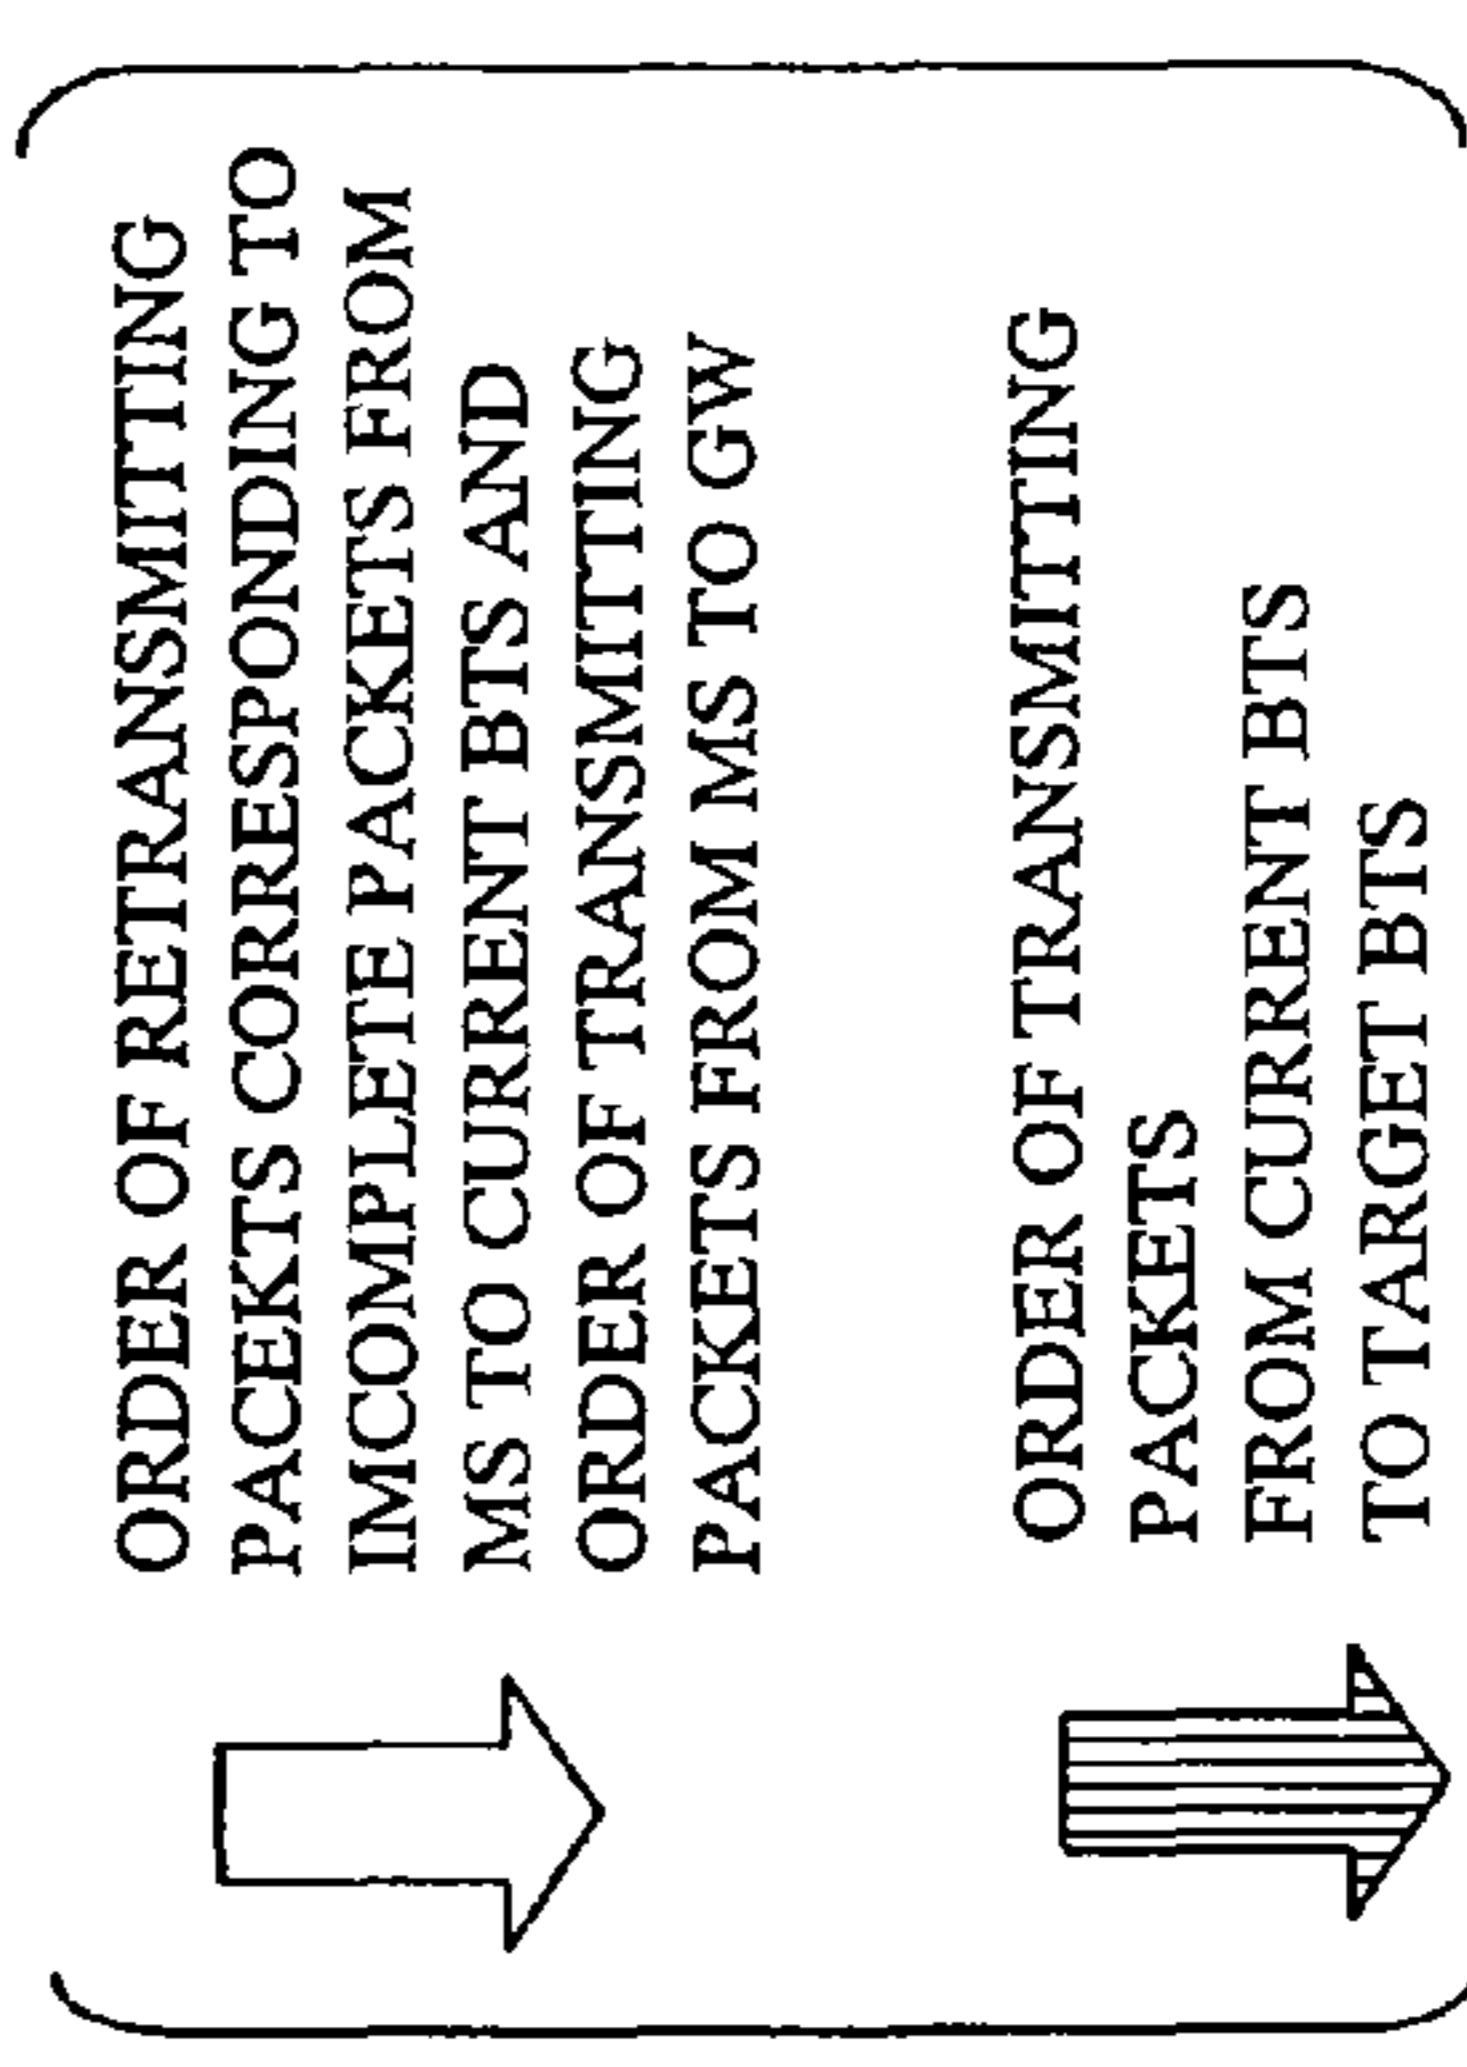 ORDER OF RETRANSMITTING
PACEKTS CORRESPONDING TO
IMCOMPLETE PACKETS FROM
MS TO CURRENT BTS AND
ORDER OF TRANSMITTING
PACKETS FROM MS TO GW
ORDER OF TRANSMITTING
PACKETS
FROM CURRENT BTS
TO TARGET BTS